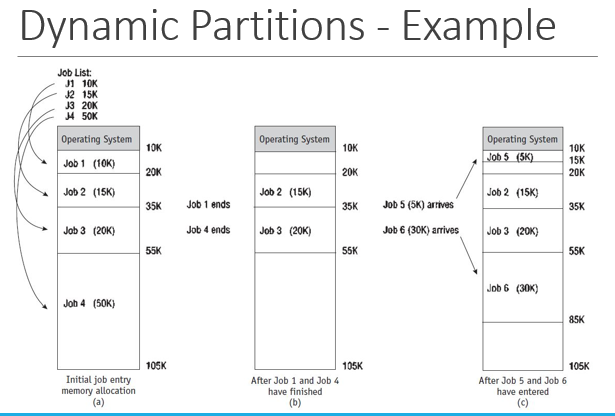 Dynamic Partitions - Example
Job List:
J1 10K
J2 15K
J3 20K
J4 50K
Operating System
10K
Job 1 (10K)
20K
Job 2 (15K)
35K
Job 3 (20K)
55K
Job 4 (50K)
105K
Initial job entry
memory allocation
(a)
Job 1 ends
Job 4 ends
Operating System
10K
20K
Job 2 (15K)
35K
Job 3 (20K)
55K
105K
After Job 1 and Job 4
have finished
(b)
Job 5 (5K) arrives
Job 6 (30K) arrives
Operating System
10K
Job 5 (5K)
15K
20K
Job 2 (15K)
35K
Job 3 (20K)
55K
Job 6 (30K)
85K
105K
After Job 5 and Job 6
have entered
(c)